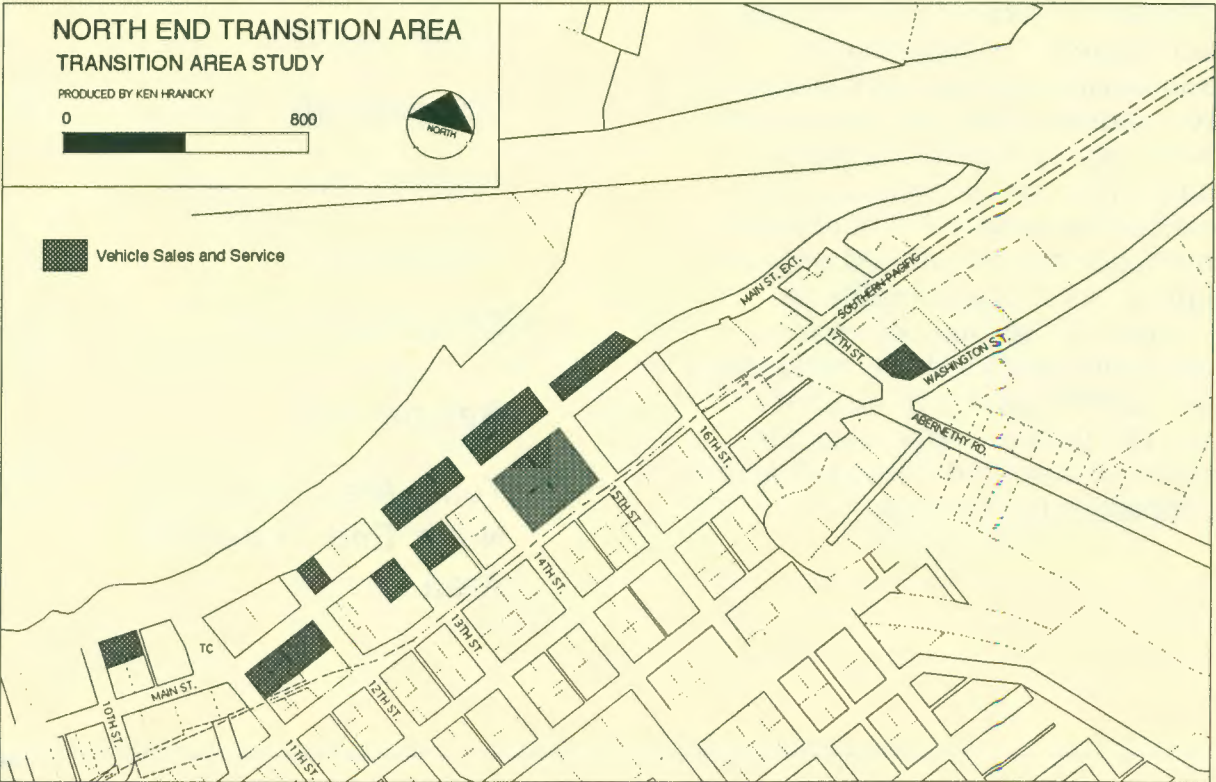 NORTH END TRANSITION AREA
TRANSITION AREA STUDY
PRODUCED BY KEN HRANICKY
0 800
NORTH
Vehicle Sales and Service
MAIN ST. EXT.
SOUTHERN PACIFIC
17TH ST.
WASHINGTON ST.
ABERNETHY RD.
16TH ST.
15TH ST
14TH ST.
13TH ST.
12TH ST.
11TH ST.
10TH ST.
MAIN ST.
TC